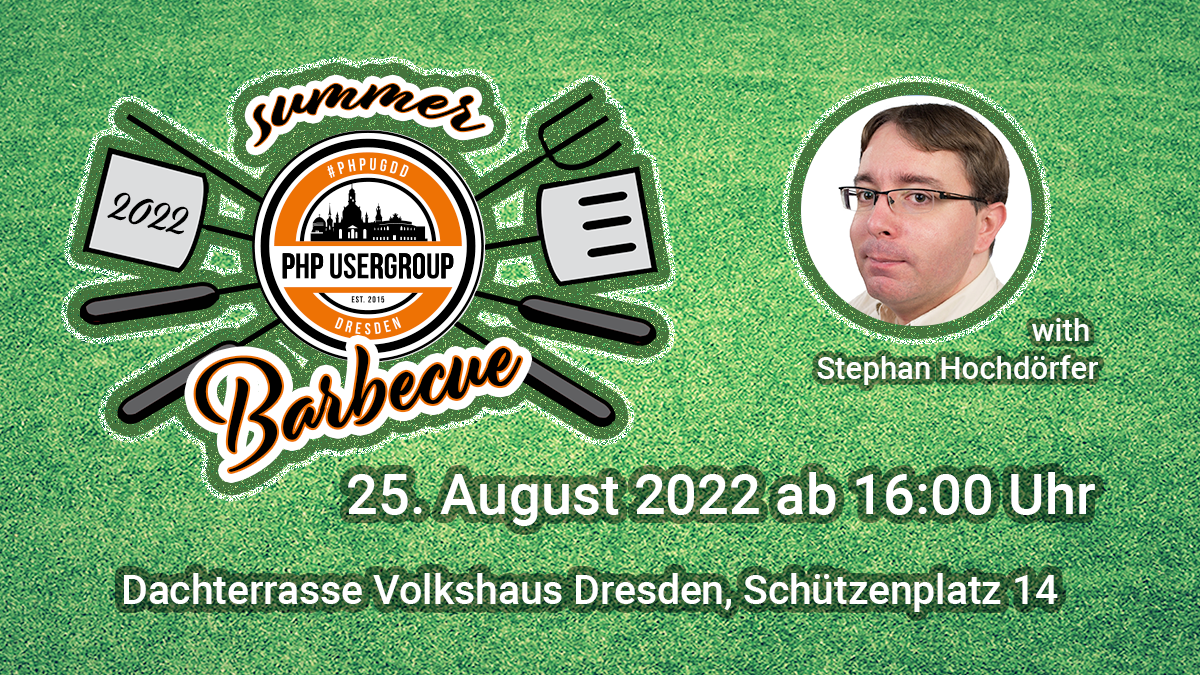 summer
2022
#PHPUGDD
PHP USERGROUP
EST. 2015
DRESDEN
Barbecue
with
Stephan Hochdörfer
25. August 2022 ab 16:00 Uhr
Dachterrasse Volkshaus Dresden, Schützenplatz 14